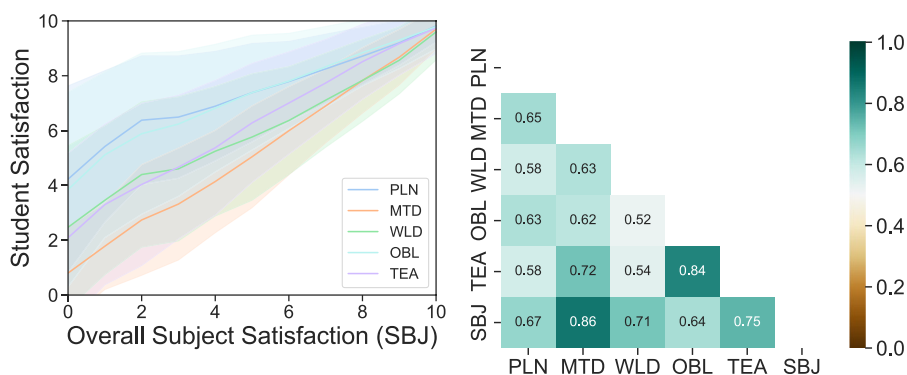 10
8
6
4
2
0
Student Satisfaction
0 2 4 6 8 10
Overall Subject Satisfaction (SBJ)
PLN
MTD
WLD
OBL
TEA
PLN
MTD 0.65
WLD 0.58 0.63
OBL 0.63 0.62 0.52
TEA 0.58 0.72 0.54 0.84
SBJ 0.67 0.86 0.71 0.64 0.75
PLN MTD WLD OBL TEA SBJ
1.0
0.8
0.6
0.4
0.2
0.0